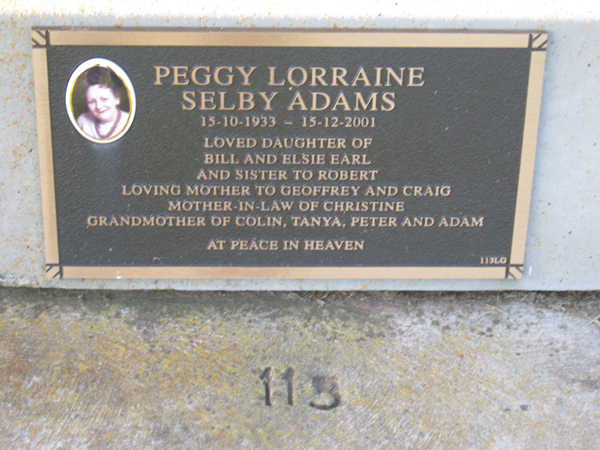 PEGGY LORRAINE
SELBY ADAMS
15-10-1933 – 15-12-2001
LOVED DAUGHTER OF
BILL AND ELSIE EARL
AND SISTER TO ROBERT
LOVING MOTHER TO GEOFFREY AND CRAIG
MOTHER-IN-LAW OF CHRISTINE
GRANDMOTHER OF COLIN, TANYA, PETER AND ADAM
AT PEACE IN HEAVEN
113LG
113